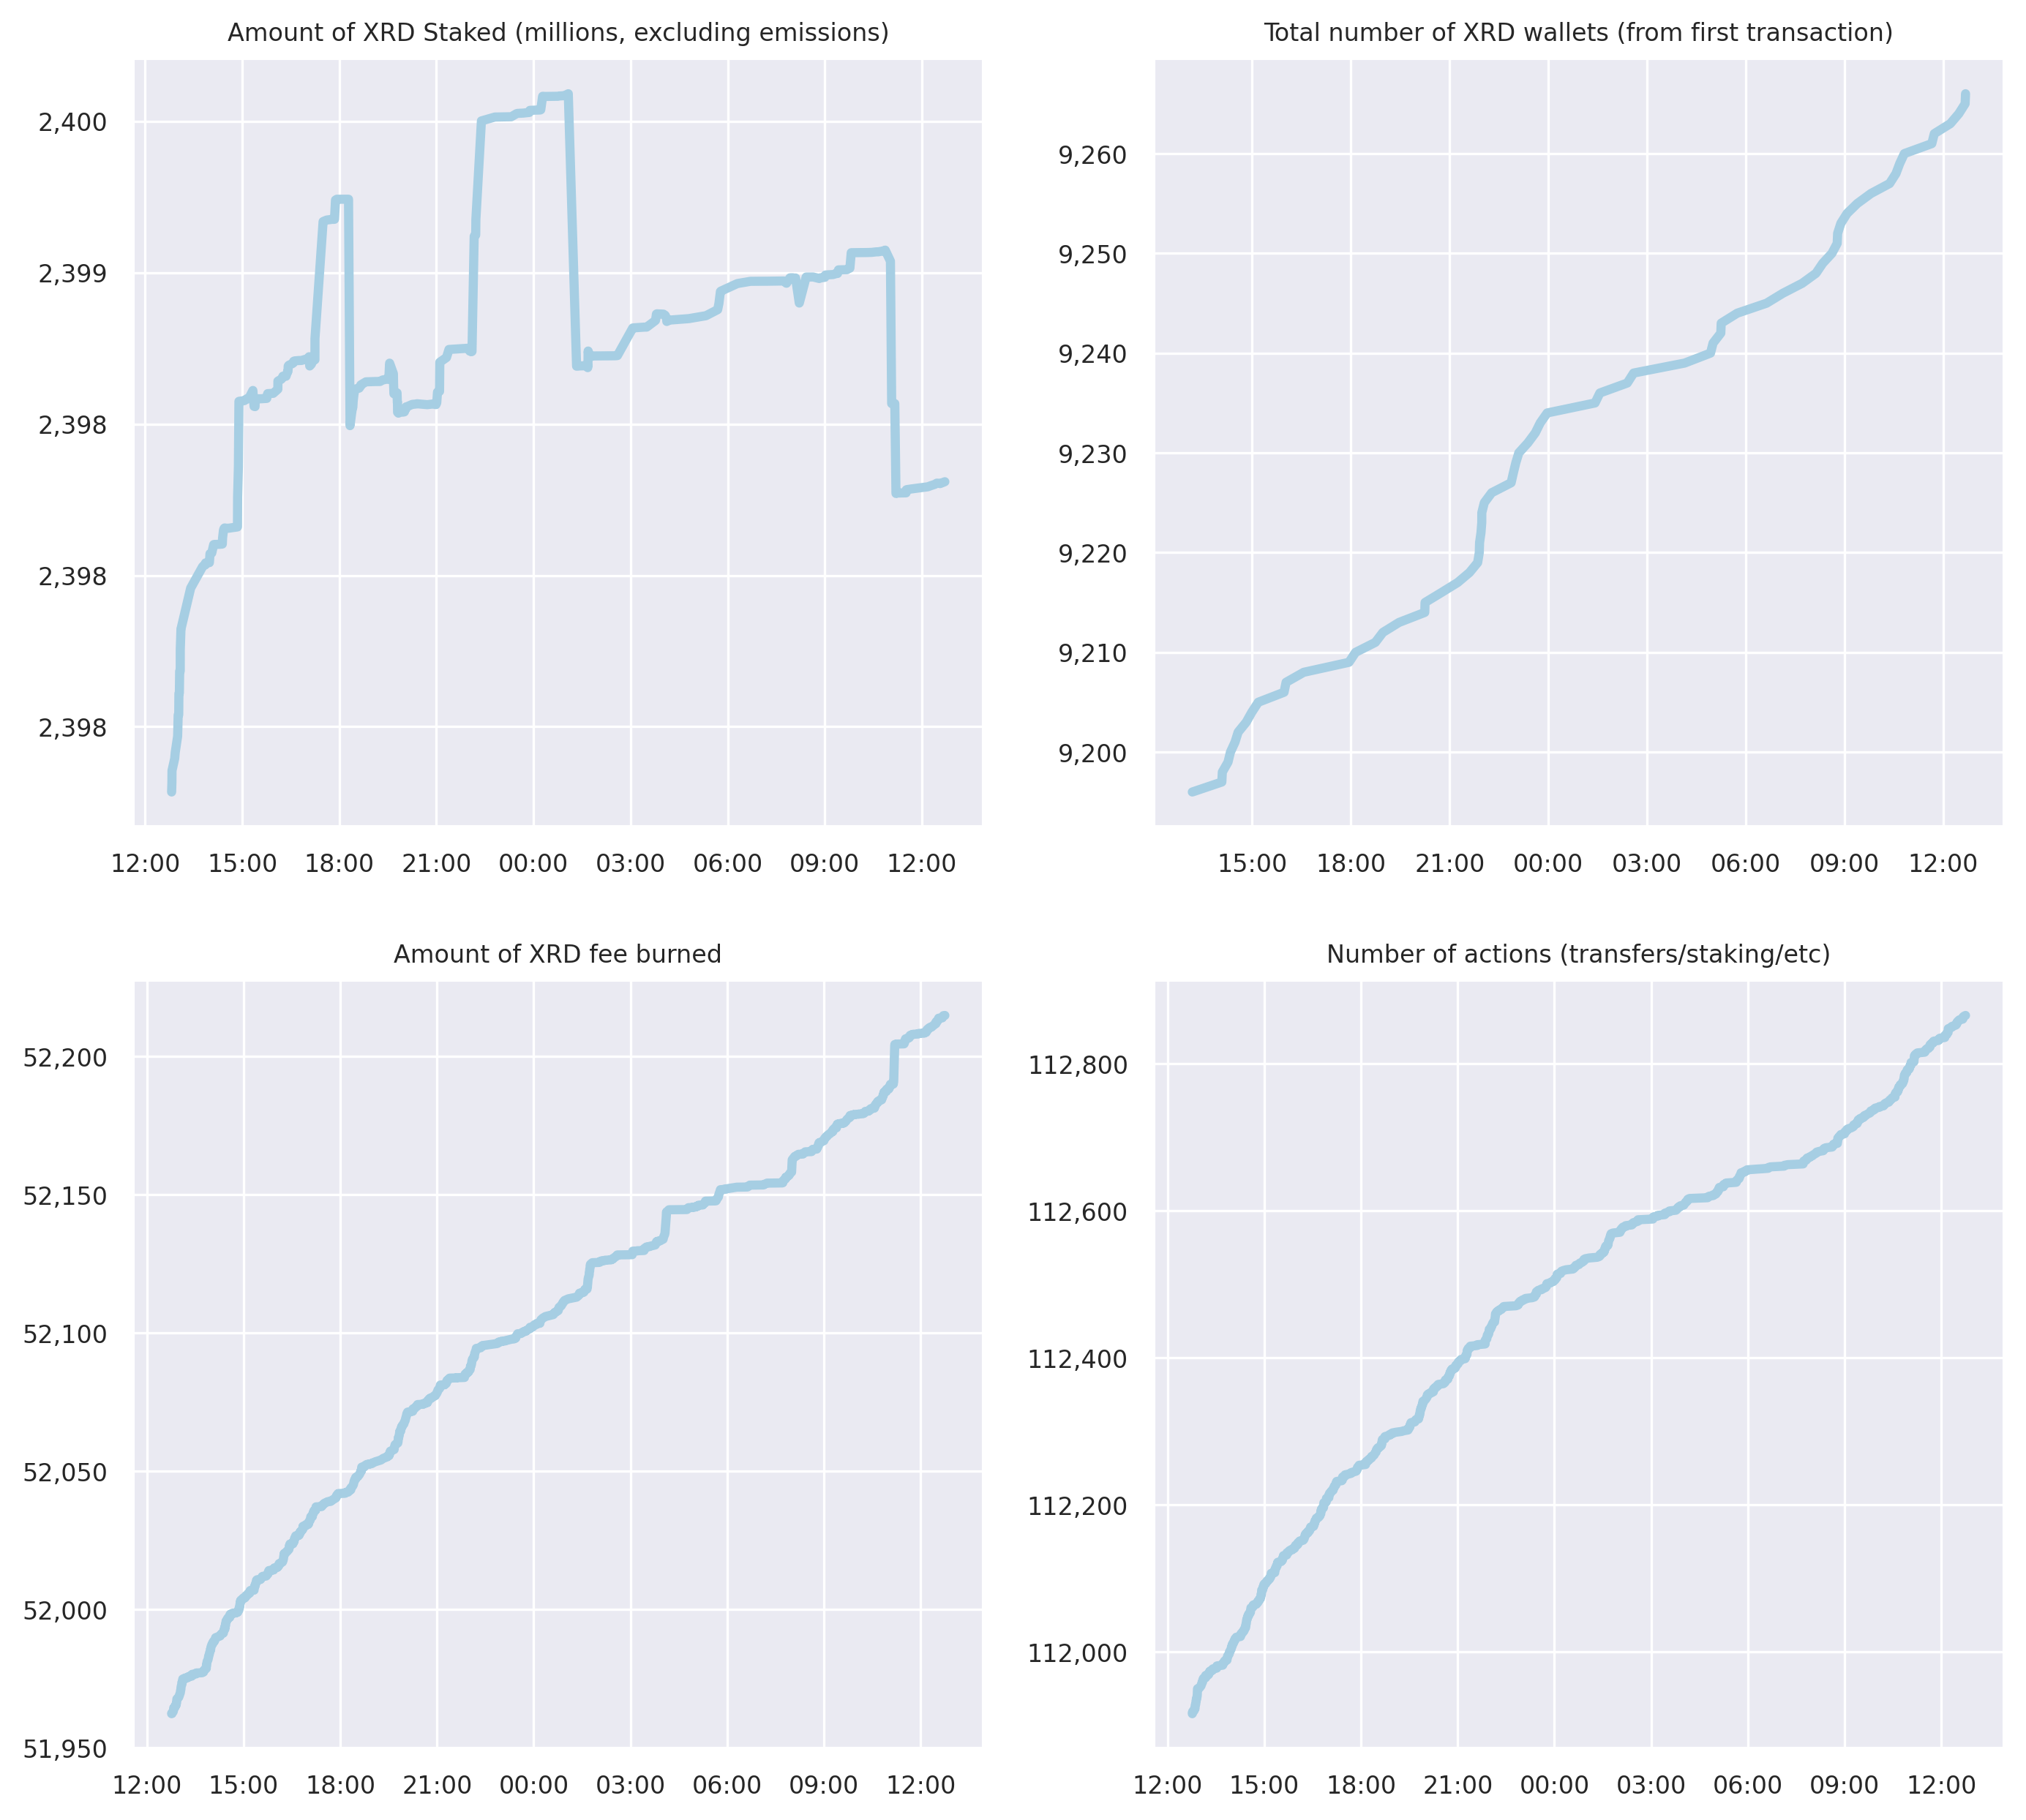 Amount of XRD Staked (millions, excluding emissions)
2,400
2,399
2,398
2,398
2,398
12:00 15:00 18:00 21:00 00:00 03:00 06:00 09:00 12:00
Total number of XRD wallets (from first transaction)
9,260
9,250
9,240
9,230
9,220
9,210
9,200
15:00 18:00 21:00 00:00 03:00 06:00 09:00 12:00
Amount of XRD fee burned
52,200
52,150
52,100
52,050
52,000
51,950
12:00 15:00 18:00 21:00 00:00 03:00 06:00 09:00 12:00
Number of actions (transfers/staking/etc)
112,800
112,600
112,400
112,200
112,000
12:00 15:00 18:00 21:00 00:00 03:00 06:00 09:00 12:00